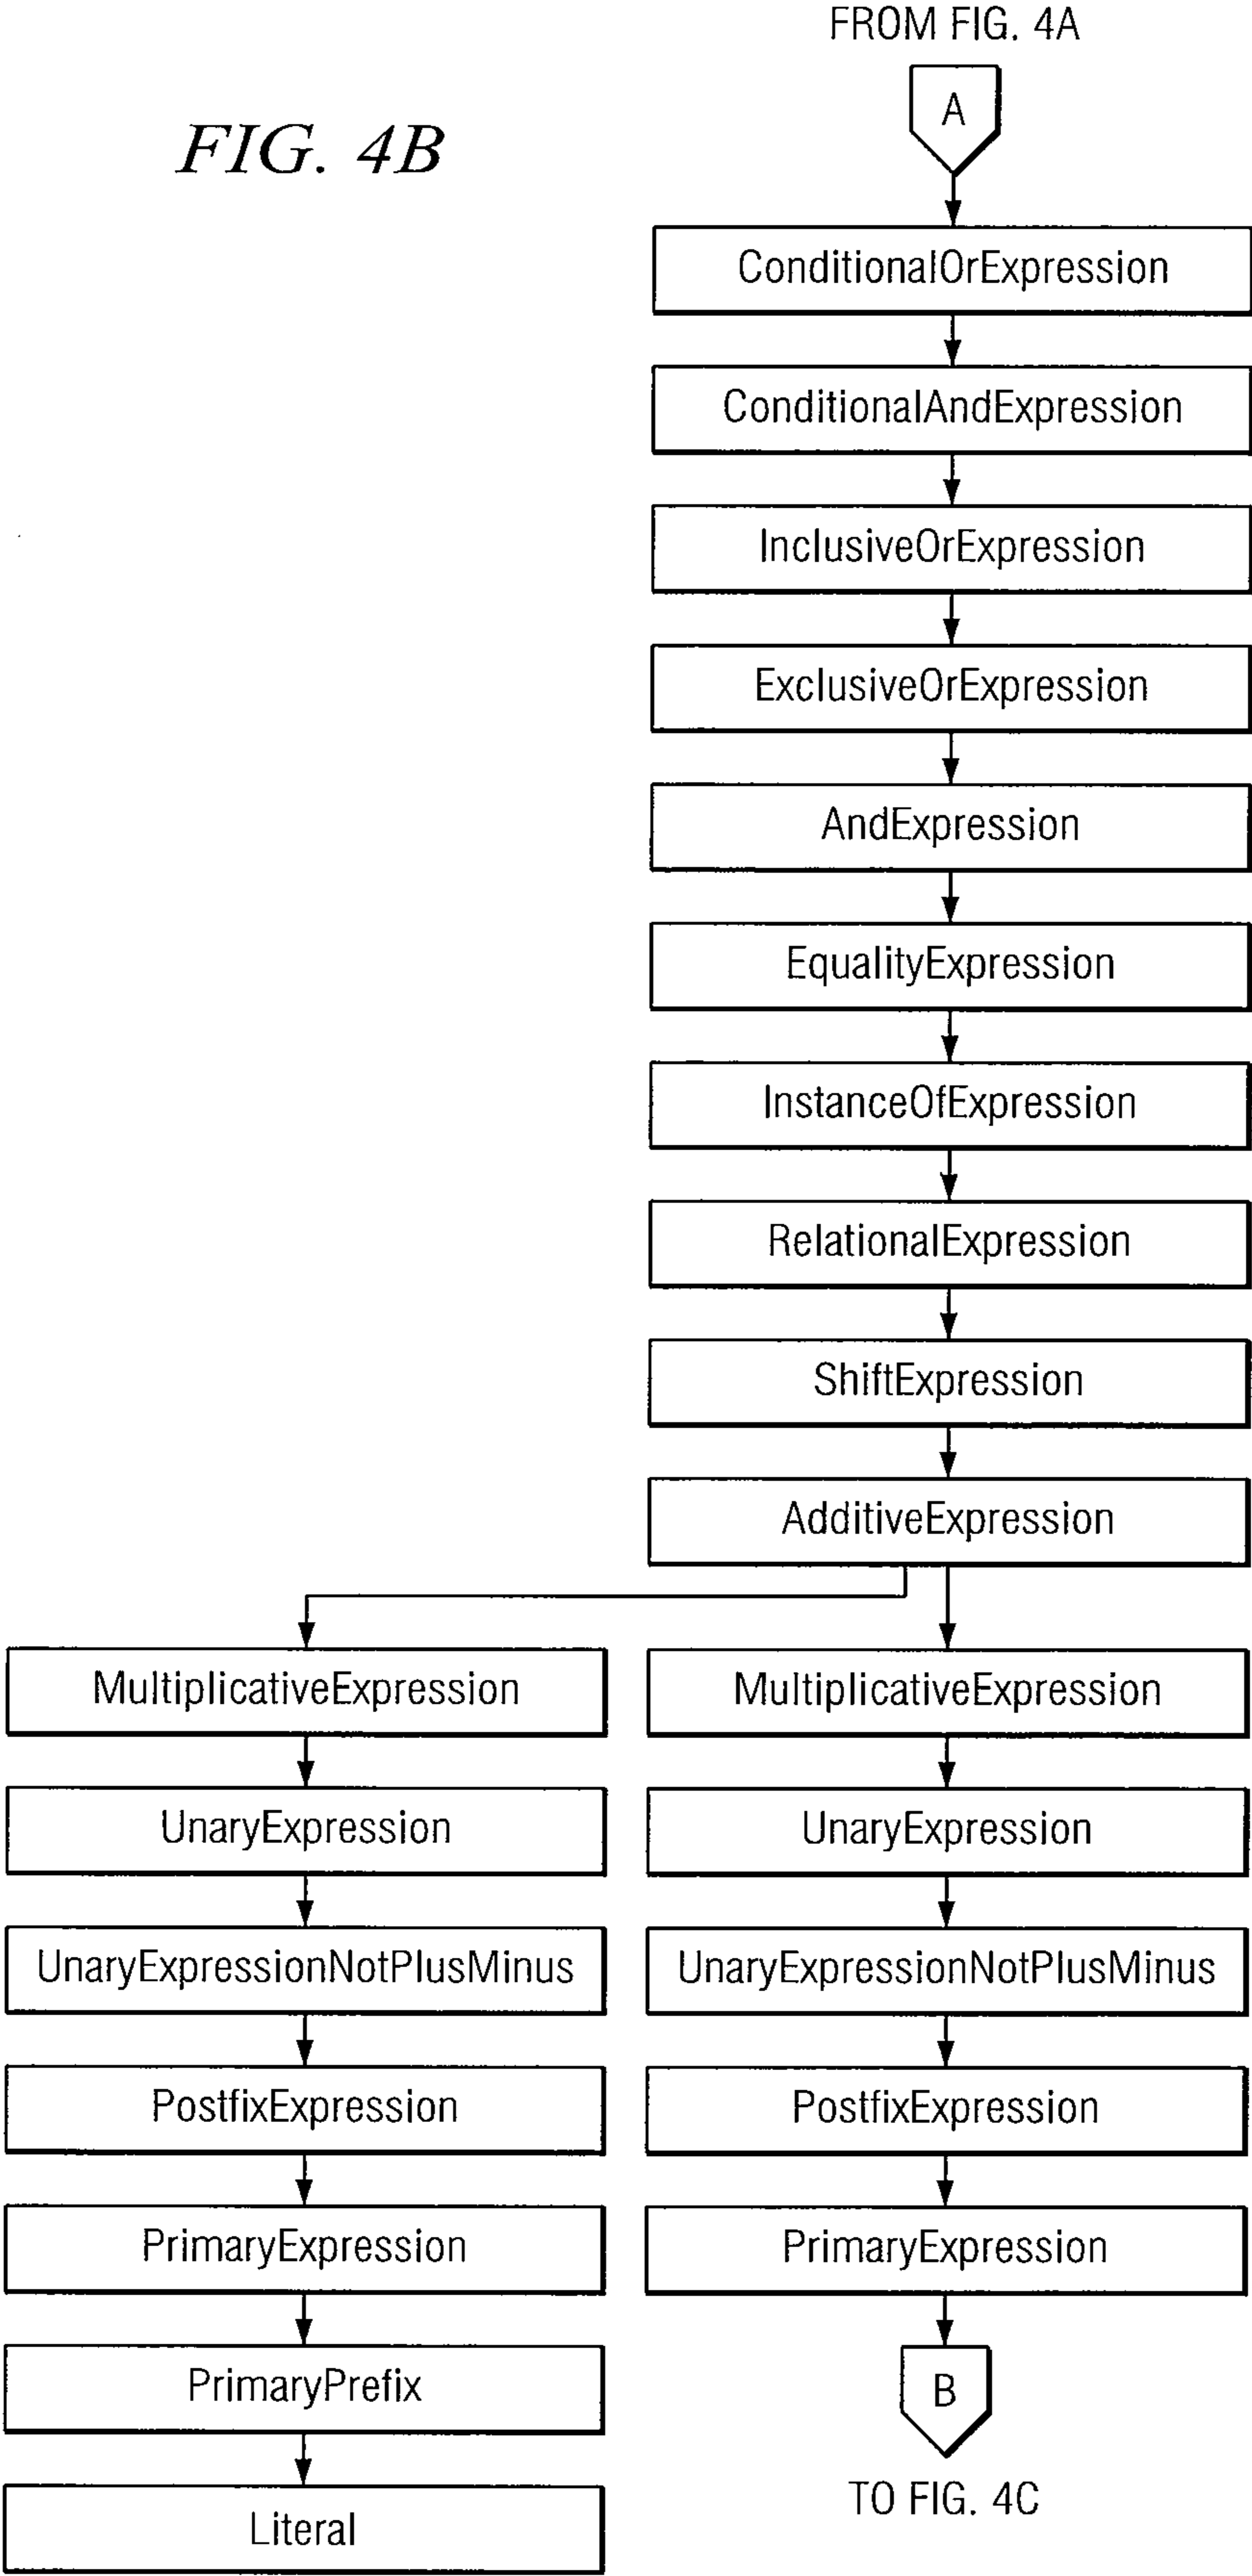 FROM FIG. 4A
A
FIG. 4B
ConditionalOrExpression
ConditionalAndExpression
InclusiveOrExpression
ExclusiveOrExpression
AndExpression
EqualityExpression
InstanceOfExpression
RelationalExpression
ShiftExpression
AdditiveExpression
MultiplicativeExpression
UnaryExpression
UnaryExpressionNotPlusMinus
PostfixExpression
PrimaryExpression
PrimaryPrefix
Literal
MultiplicativeExpression
UnaryExpression
UnaryExpressionNotPlusMinus
PostfixExpression
PrimaryExpression
B
TO FIG. 4C